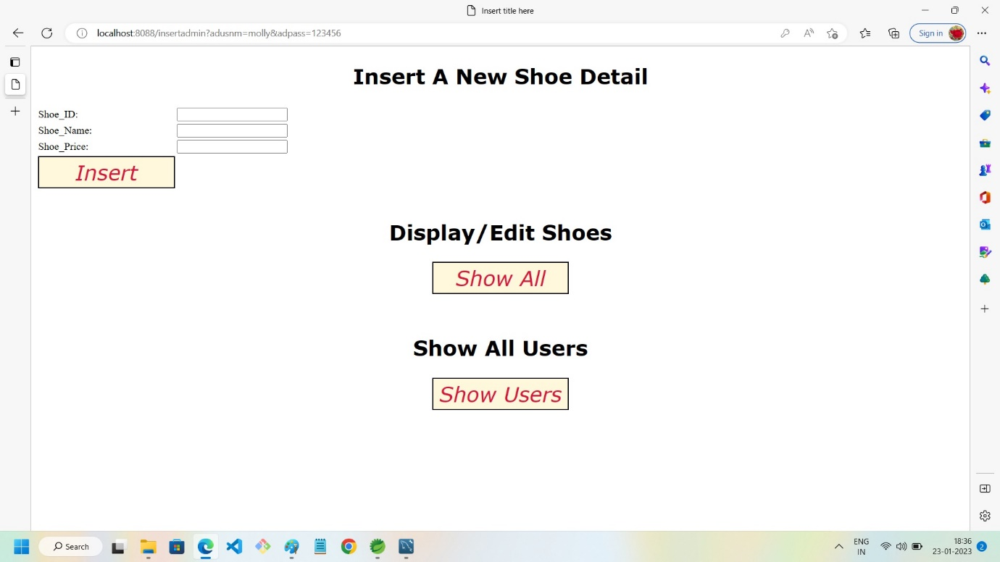 Insert title here
localhost:8088/insertadmin?adusnm=molly&adpass=123456
Sign in
Insert A New Shoe Detail
Shoe_ID:
Shoe_Name:
Shoe_Price:
Insert
Display/Edit Shoes
Show All
Show All Users
Show Users
Search
ENG
IN
18:36
23-01-2023
2